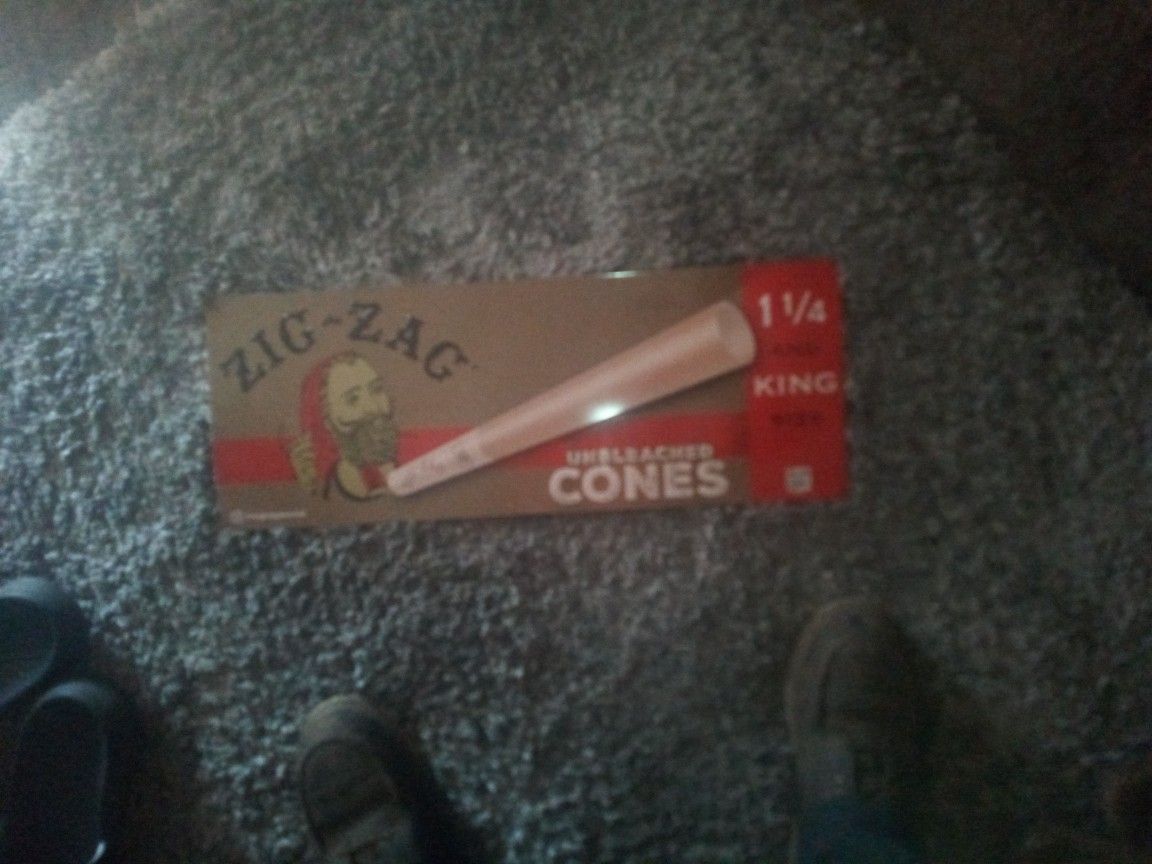 ZIG-ZAG
UNBLEACHED
CONES
1 1/4
KING